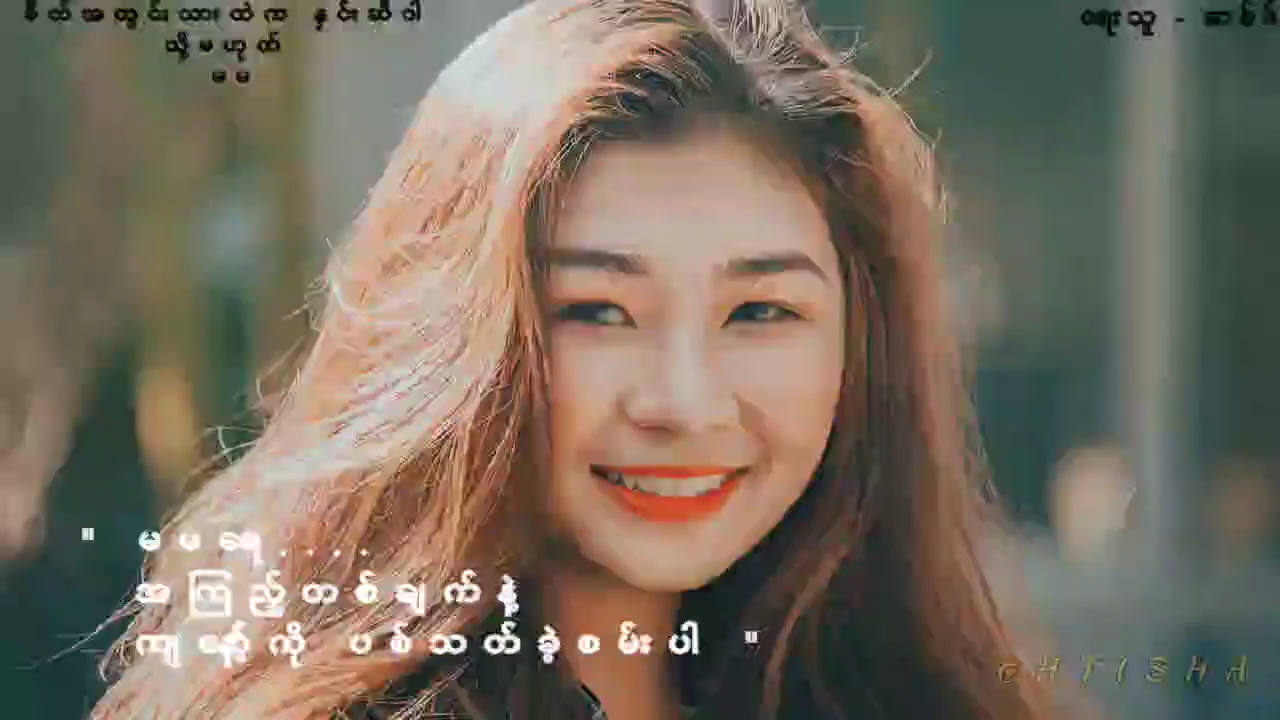 စိတ်အတွင်းသားထဲက နှင်းဆီဝါ
သို့မဟုတ်
မမ
ရေးသူ -
" မမရေ . . . . .
အကြည့်တစ်ချက်နဲ့
ကျနော့်ကို ပစ်သတ်ခဲ့စမ်းပါ "